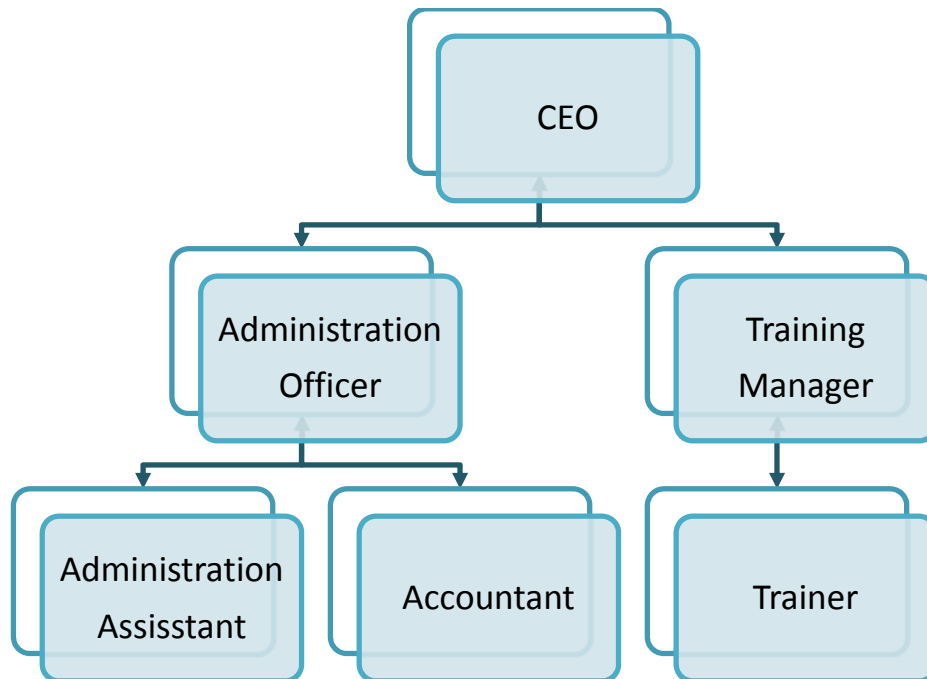 CEO
Administration
Officer
Training
Manager
Administration
Assisstant
Accountant
Trainer